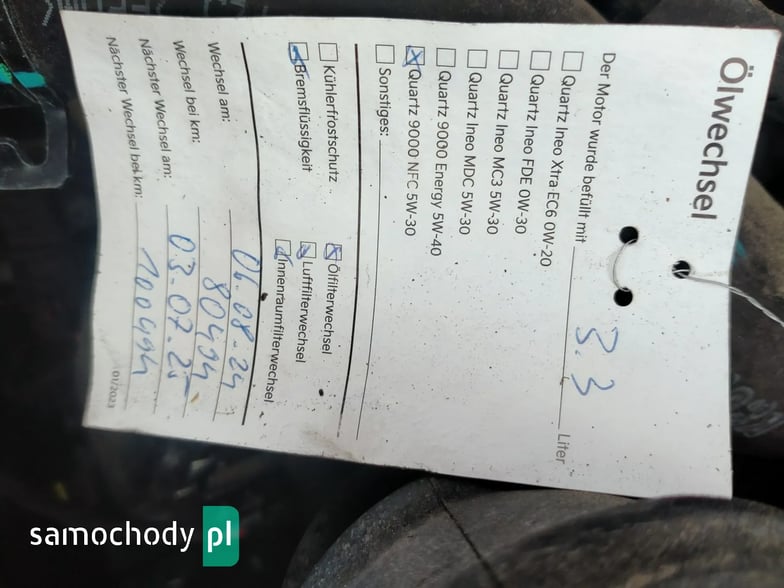 Ölwechsel
Der Motor wurde befüllt mit 3.3 Liter
Quartz Ineo Xtra EC6 0W-20
Quartz Ineo FDE 0W-30
Quartz Ineo MC3 5W-30
Quartz Ineo MDC 5W-30
Quartz 9000 Energy 5W-40
Quartz 9000 NFC 5W-30
Sonstiges:
Kühlerfrostschutz Ölfilterwechsel
Bremsflüssigkeit Luftfilterwechsel
Innenraumfilterwechsel
Wechsel am: 06.08-24
Wechsel bei km: 80494
Nächster Wechsel am: 03.07.25
Nächster Wechsel bei km: 100494
01/2023
samochody pl